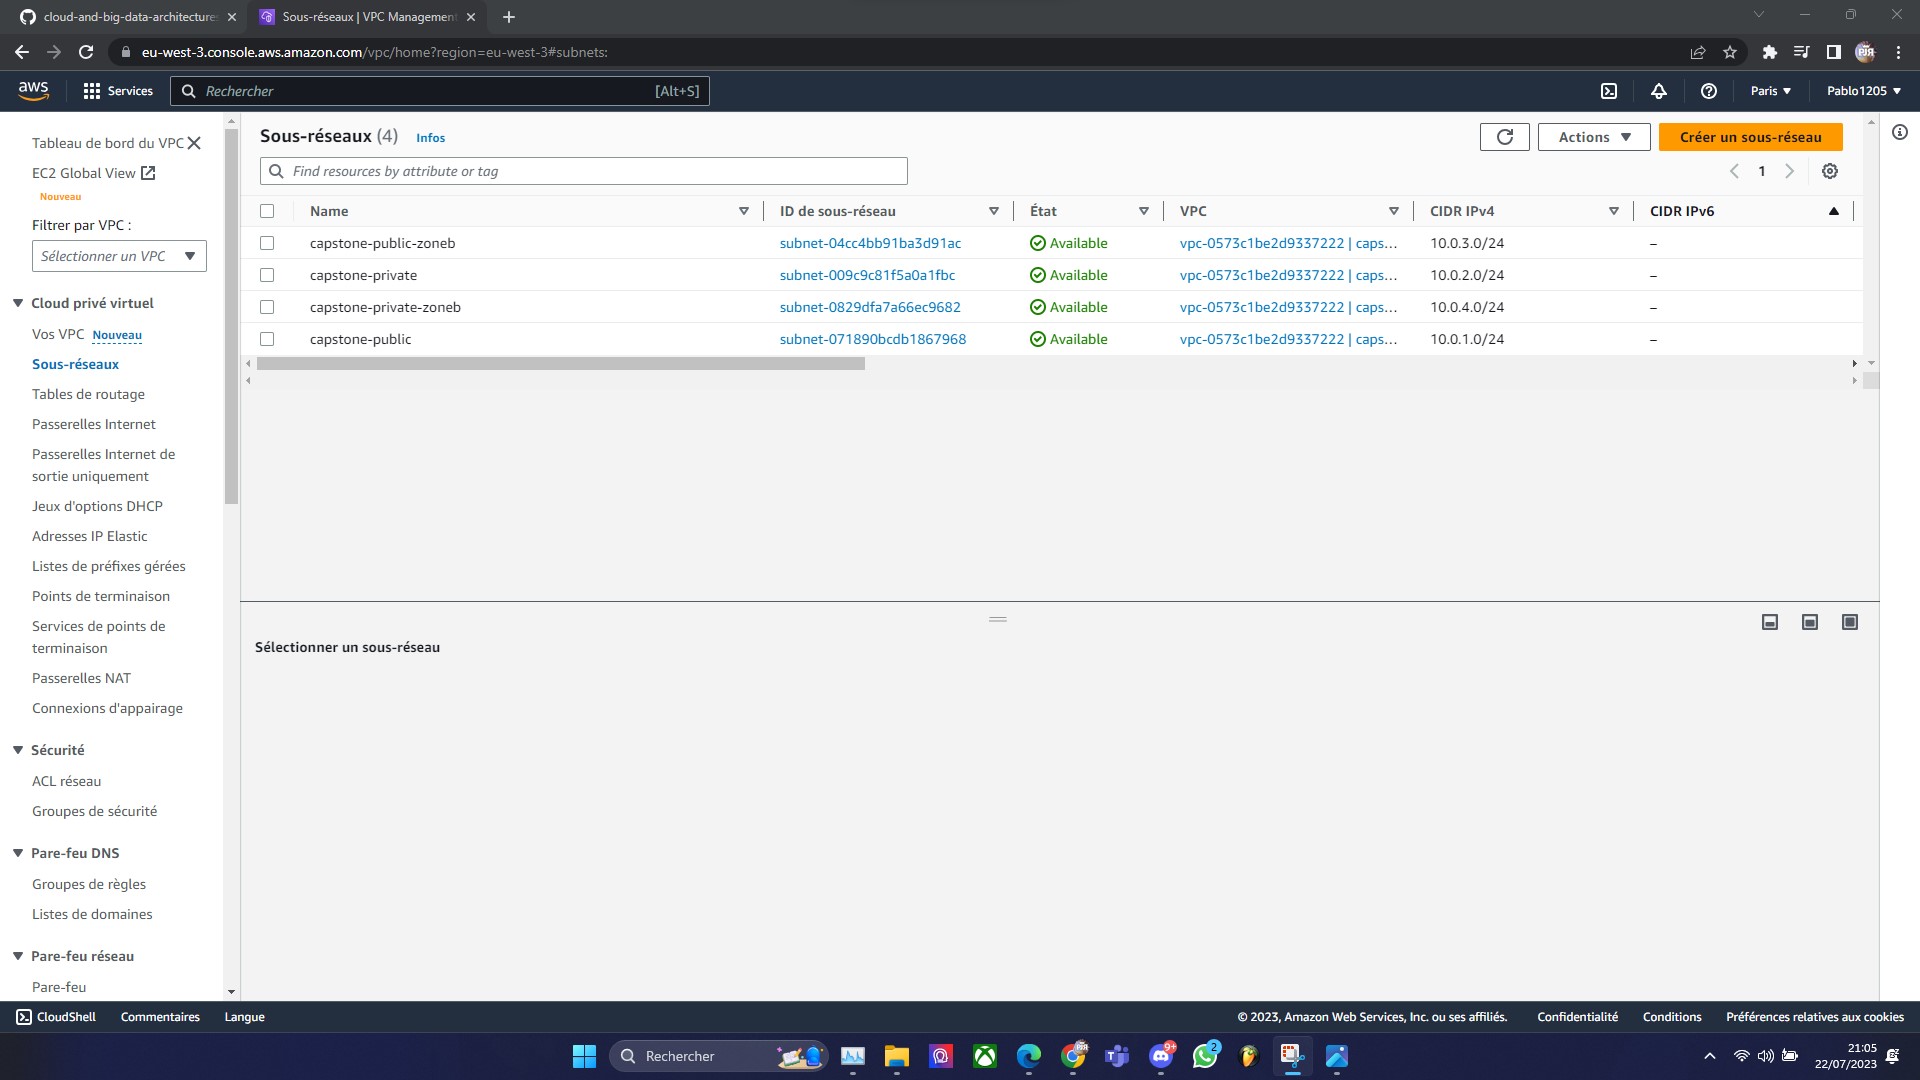 cloud-and-big-data-architectures
Sous-réseaux | VPC Management
eu-west-3.console.aws.amazon.com/vpc/home?region=eu-west-3#subnets:
aws
Services
Rechercher
[Alt+S]
Paris
Pablo1205
Tableau de bord du VPC
EC2 Global View
Nouveau
Filtrer par VPC :
Sélectionner un VPC
Cloud privé virtuel
Vos VPC Nouveau
Sous-réseaux
Tables de routage
Passerelles Internet
Passerelles Internet de
sortie uniquement
Jeux d'options DHCP
Adresses IP Elastic
Listes de préfixes gérées
Points de terminaison
Services de points de
terminaison
Passerelles NAT
Connexions d'appairage
Sécurité
ACL réseau
Groupes de sécurité
Pare-feu DNS
Groupes de règles
Listes de domaines
Pare-feu réseau
Pare-feu
Sous-réseaux (4) Infos
Actions
Créer un sous-réseau
Find resources by attribute or tag
1
Name ID de sous-réseau État VPC CIDR IPv4 CIDR IPv6
capstone-public-zoneb subnet-04cc4bb91ba3d91ac Available vpc-0573c1be2d9337222 | caps... 10.0.3.0/24 –
capstone-private subnet-009c9c81f5a0a1fbc Available vpc-0573c1be2d9337222 | caps... 10.0.2.0/24 –
capstone-private-zoneb subnet-0829dfa7a66ec9682 Available vpc-0573c1be2d9337222 | caps... 10.0.4.0/24 –
capstone-public subnet-071890bcdb1867968 Available vpc-0573c1be2d9337222 | caps... 10.0.1.0/24 –
Sélectionner un sous-réseau
CloudShell
Commentaires
Langue
© 2023, Amazon Web Services, Inc. ou ses affiliés.
Confidentialité
Conditions
Préférences relatives aux cookies
Rechercher
9+
2
21:05
22/07/2023